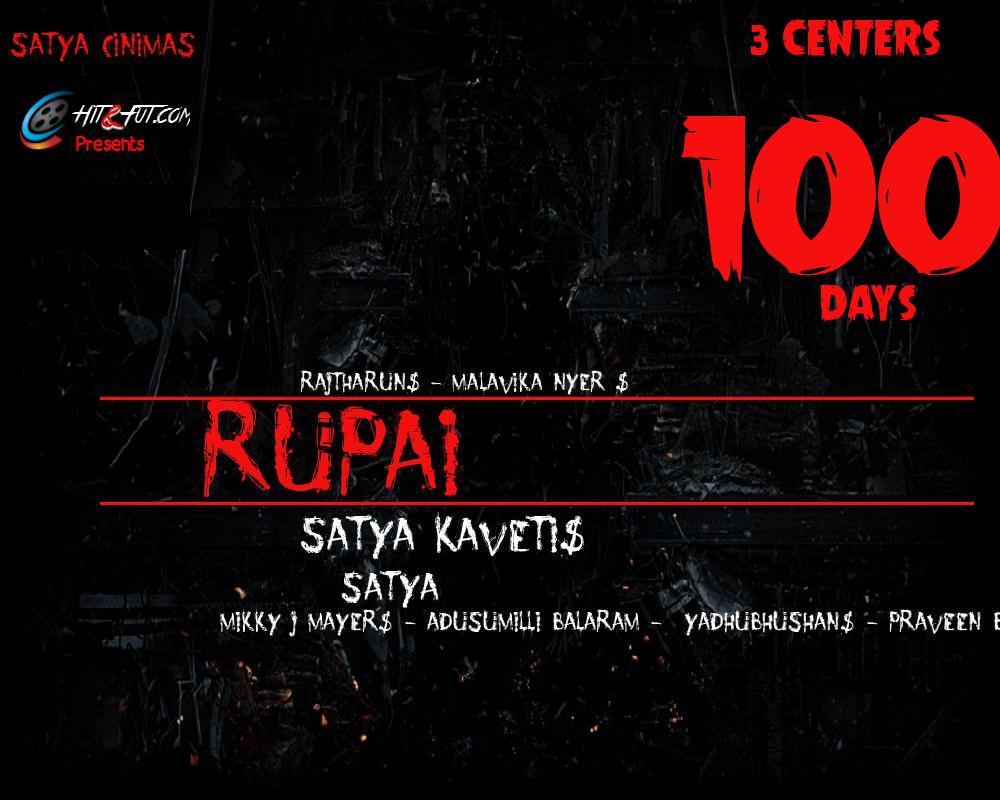 SATYA CINIMAS
HIT&FUT.COM
Presents
3 CENTERS
100
DAYS
RAJTHARUN$ - MALAVIKA NYER $
RUPAI
SATYA KAVETI$
SATYA
MIKKY J MAYER$ - ADUSUMILLI BALARAM - YADHUBHUSHAN$ - PRAVEEN